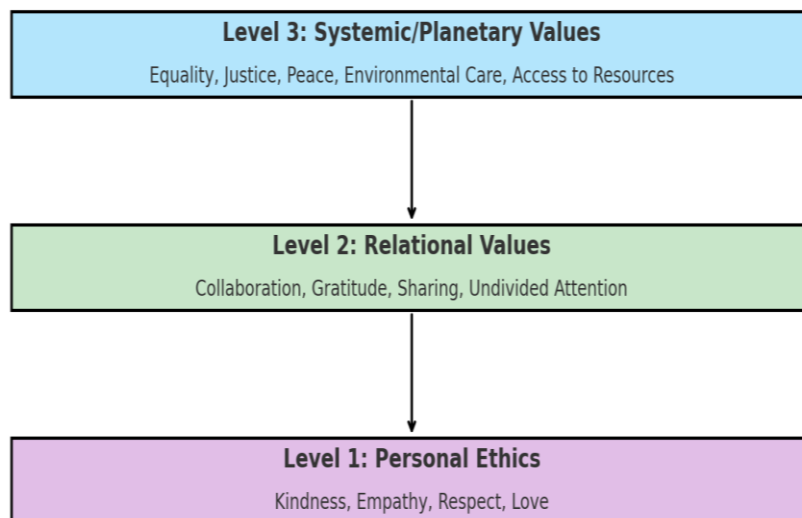 Level 3: Systemic/Planetary Values
Equality, Justice, Peace, Environmental Care, Access to Resources
Level 2: Relational Values
Collaboration, Gratitude, Sharing, Undivided Attention
Level 1: Personal Ethics
Kindness, Empathy, Respect, Love